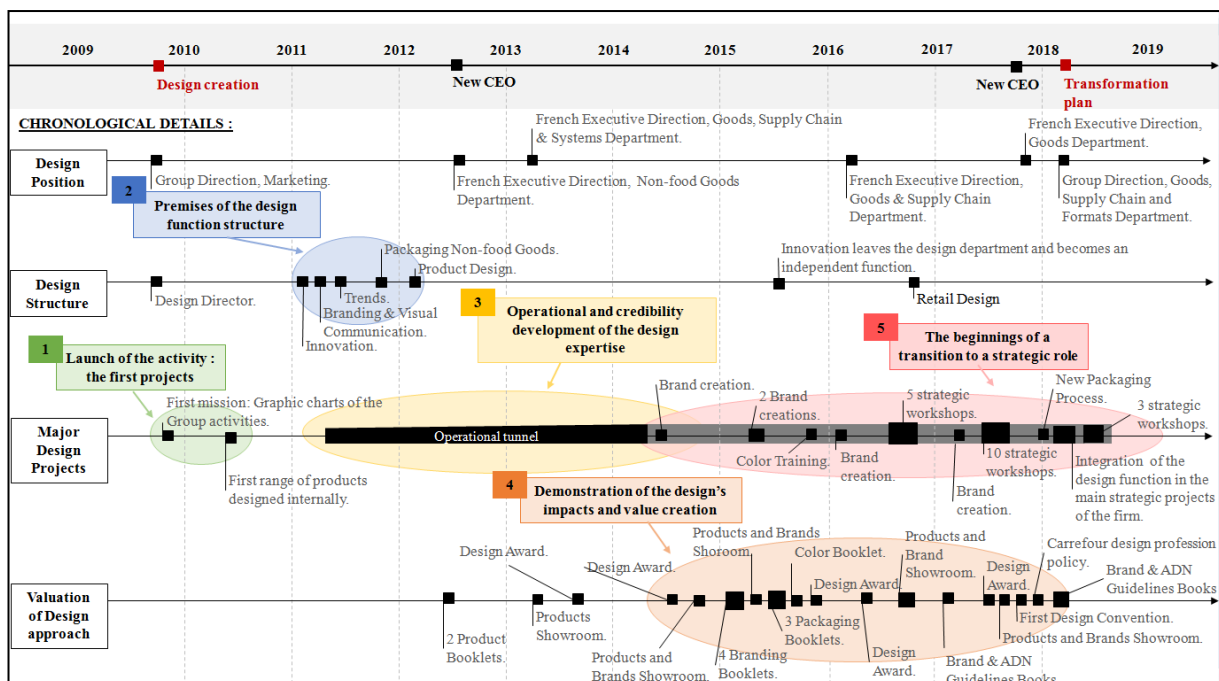 2009 2010 2011 2012 2013 2014 2015 2016 2017 2018 2019
Design creation
New CEO
New CEO
Transformation
plan
CHRONOLOGICAL DETAILS :
Design
Position
Group Direction, Marketing.
French Executive Direction, Non-food Goods
Department.
French Executive Direction, Goods, Supply Chain
& Systems Department.
French Executive Direction,
Goods & Supply Chain
Department.
French Executive Direction,
Goods Department.
Group Direction, Goods,
Supply Chain and
Formats Department.
2
Premises of the design
function structure
Design
Structure
Design Director.
Innovation.
Branding & Visual
Communication.
Trends.
Packaging Non-food Goods.
Product Design.
Innovation leaves the design department and becomes an
independent function.
Retail Design
1
Launch of the activity :
the first projects
3
Operational and credibility
development of the design
expertise
5
The beginnings of a
transition to a strategic role
Major
Design
Projects
First mission: Graphic charts of the
Group activities.
First range of products
designed internally.
Operational tunnel
Brand creation.
2 Brand
creations.
Color Training.
Brand
creation.
5 strategic
workshops.
Brand
creation.
10 strategic
workshops.
New Packaging
Process.
Integration of the
design function in the
main strategic projects
of the firm.
3 strategic
workshops.
4
Demonstration of the design's
impacts and value creation
Valuation
of Design
approach
2 Product
Booklets.
Products
Showroom.
Design Award.
Design Award.
Products and
Brands Showroom.
4 Branding
Booklets.
Products and Brands
Shoroom.
3 Packaging
Booklets.
Color Booklet.
Design Award.
Design
Award.
Products and
Brand
Showroom.
Brand & ADN
Guidelines Books
Design
Award.
Products and Brands Showroom.
First Design Convention.
Carrefour design profession
policy.
Brand & ADN
Guidelines Books